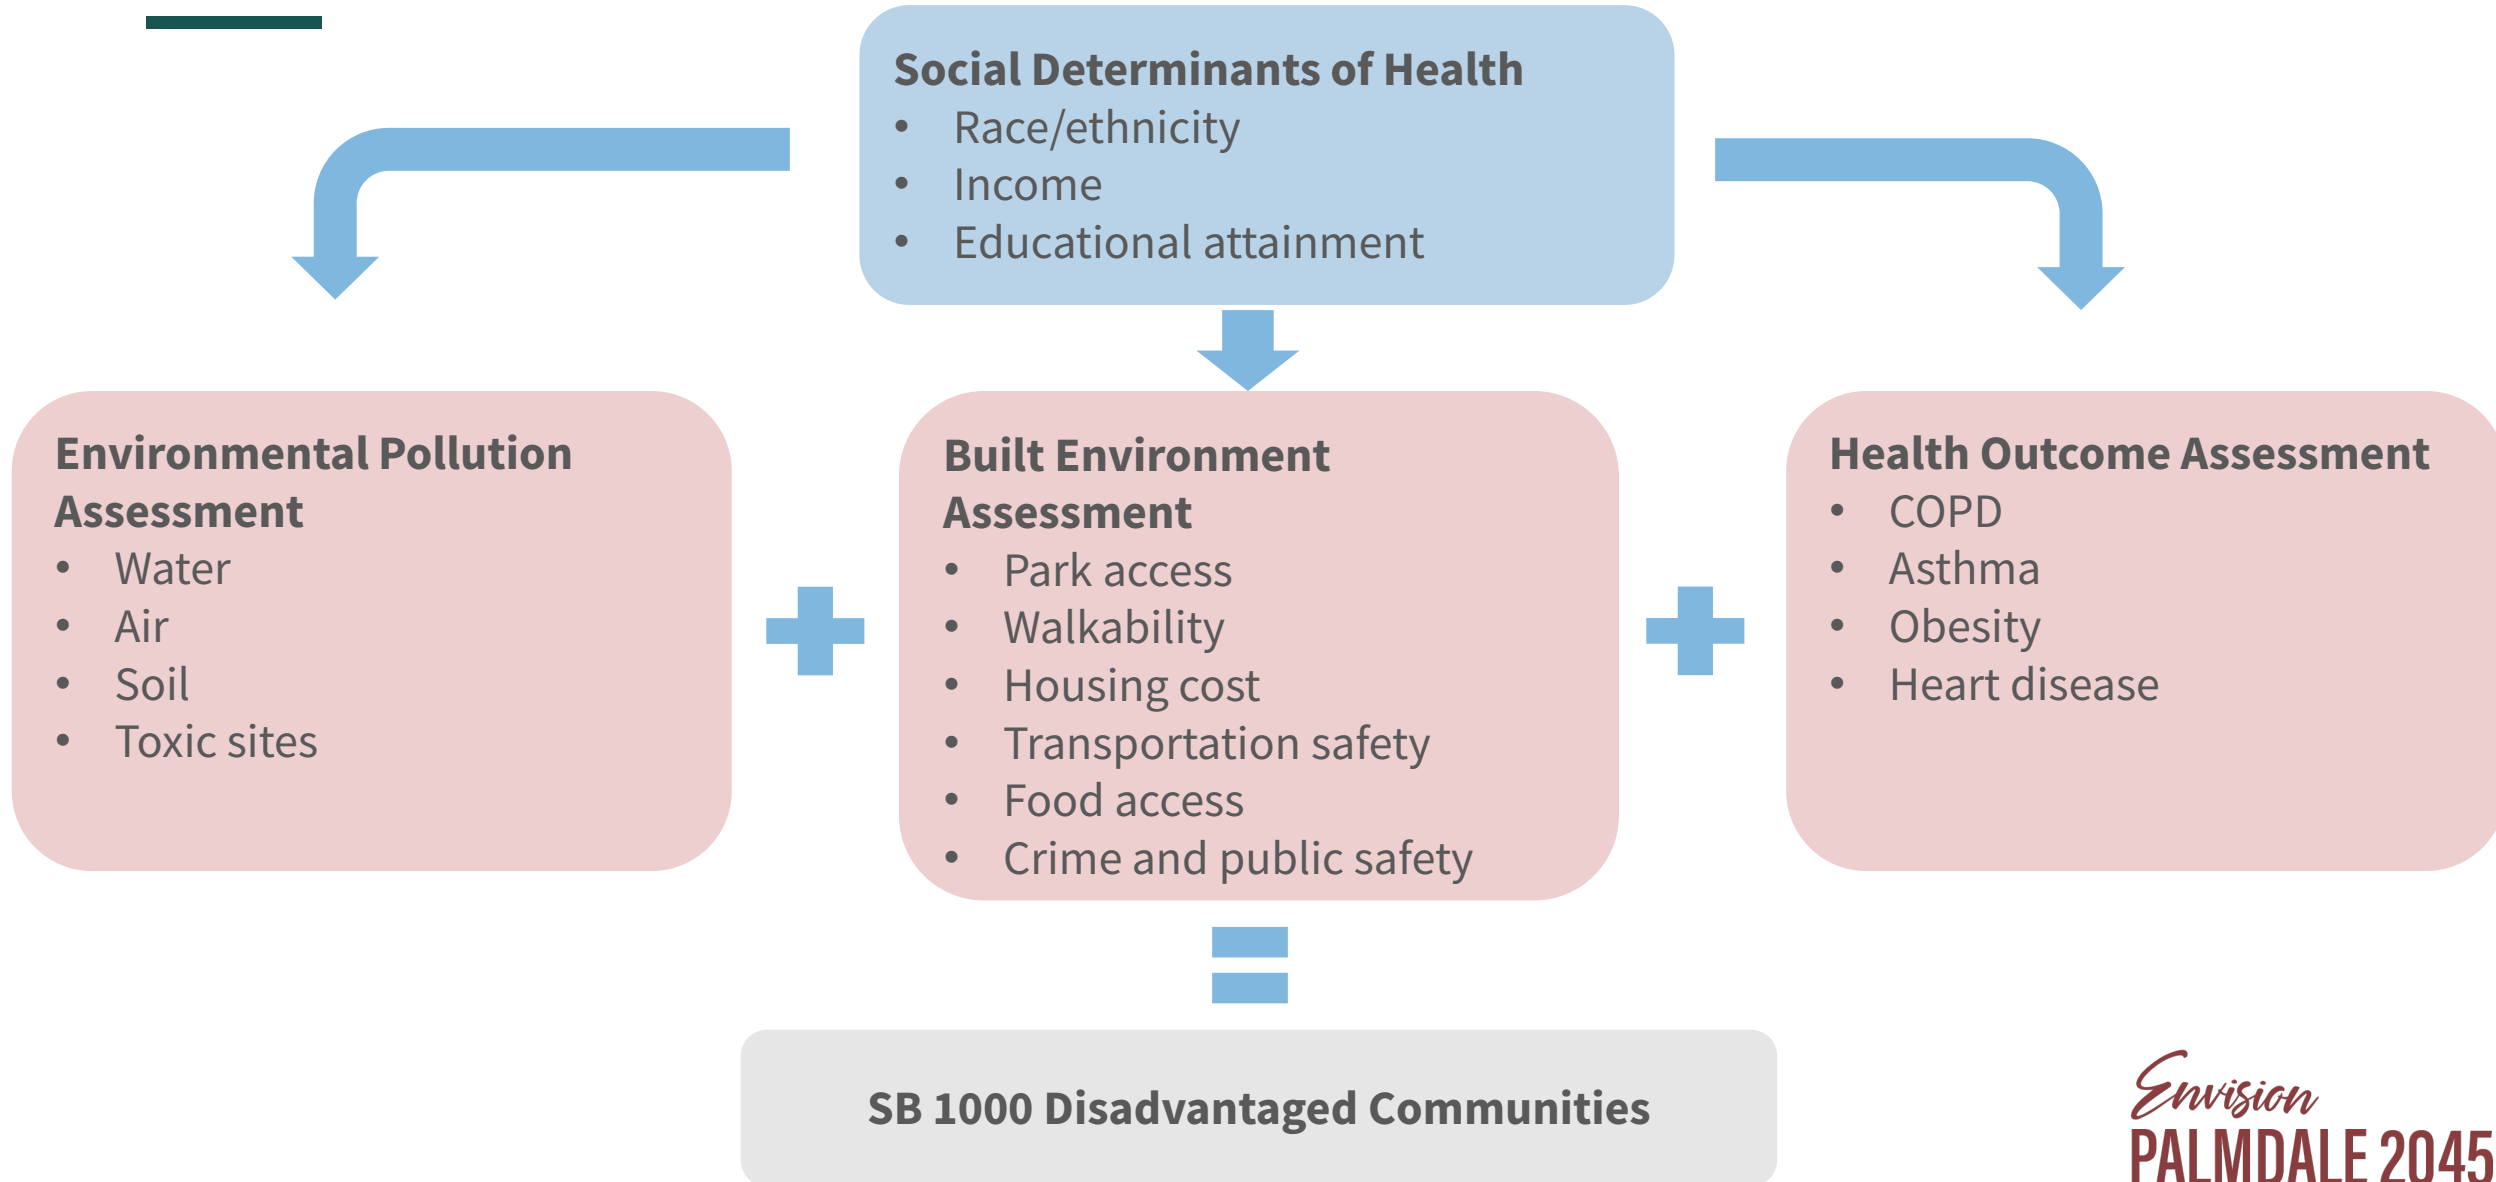 Social Determinants of Health
• Race/ethnicity
• Income
• Educational attainment
Environmental Pollution
Assessment
• Water
• Air
• Soil
• Toxic sites
Built Environment
Assessment
• Park access
• Walkability
• Housing cost
• Transportation safety
• Food access
• Crime and public safety
Health Outcome Assessment
• COPD
• Asthma
• Obesity
• Heart disease
SB 1000 Disadvantaged Communities
Envision
PALMDALE 2045